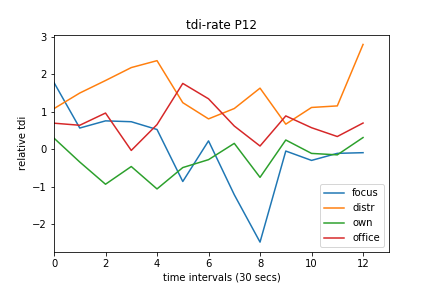 tdi-rate P12
relative tdi
3
2
1
0
−1
−2
0 2 4 6 8 10 12
time intervals (30 secs)
focus
distr
own
office